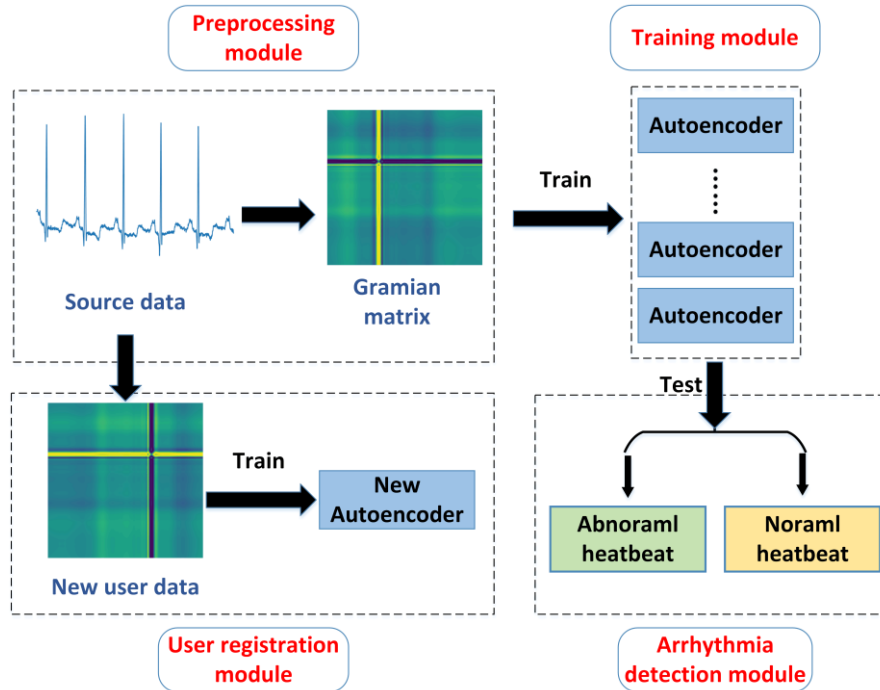 Preprocessing
module
Training module
Source data
Gramian
matrix
Train
Autoencoder
Autoencoder
Autoencoder
Test
New user data
Train
New
Autoencoder
Abnoraml
heatbeat
Noraml
heatbeat
User registration
module
Arrhythmia
detection module